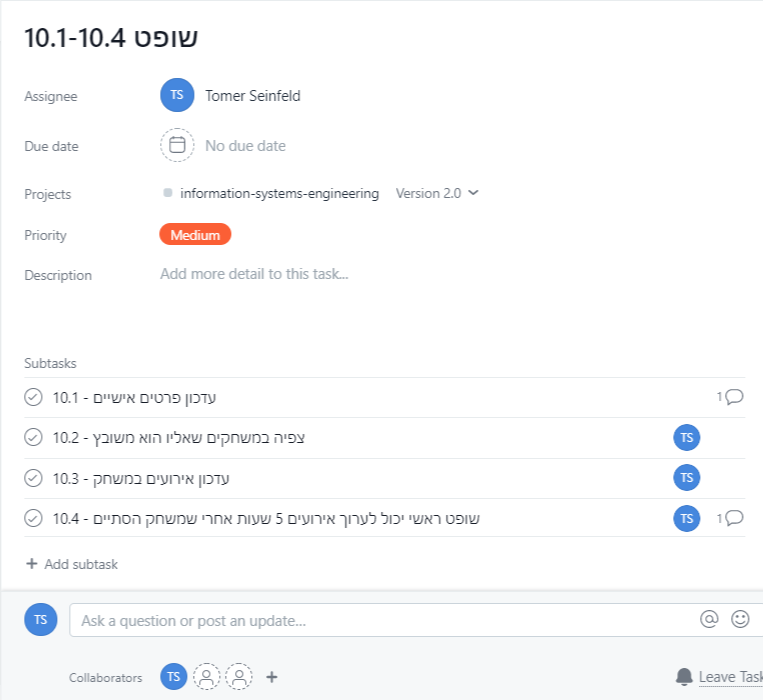 10.1-10.4 שופט
Assignee TS Tomer Seinfeld
Due date No due date
Projects information-systems-engineering Version 2.0
Priority Medium
Description Add more detail to this task...
Subtasks
10.1 - עדכון פרטים אישיים 1
10.2 - צפיה במשחקים שאליו הוא משובץ TS
10.3 - עדכון אירועים במשחק TS
10.4 - שופט ראשי יכול לערוך אירועים 5 שעות אחרי שמשחק הסתיים TS 1
+ Add subtask
TS Ask a question or post an update... @
Collaborators TS + Leave Task